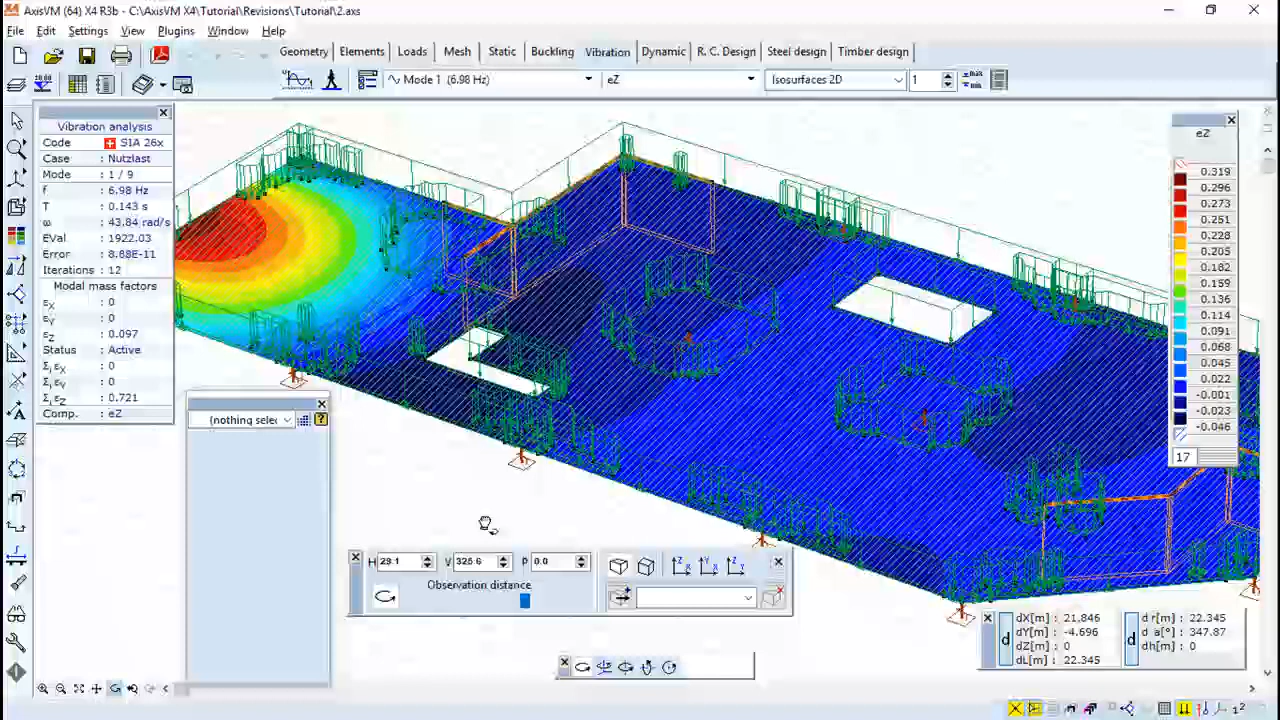 AxisVM (64) X4 R3b - C:\AxisVM X4\Tutorial\Revisions\Tutorial\2.axs
File Edit Settings View Plugins Window Help
Geometry Elements Loads Mesh Static Buckling Vibration Dynamic R. C. Design Steel design Timber design
Mode 1 (6.98 Hz) eZ Isosurfaces 2D 1
Vibration analysis
Code : SIA 26x
Case : Nutzlast
Mode : 1 / 9
f : 6.98 Hz
T : 0.143 s
ω : 43.84 rad/s
EVal : 1922.03
Error : 8.68E-11
Iterations : 12
Modal mass factors
εX : 0
εY : 0
εZ : 0.097
Status : Active
Σ,εX : 0
Σ,εY : 0
Σ,εZ : 0.721
Comp. : eZ
(nothing selec
eZ
0.319
0.296
0.273
0.251
0.228
0.205
0.182
0.159
0.136
0.114
0.091
0.068
0.045
0.022
-0.001
-0.023
-0.046
17
H 29.1 V 325.6 P 0.0
Observation distance
d dX[m] : 21.846
dY[m] : -4.696
dZ[m] : 0
dL[m] : 22.345
d d r[m] : 22.345
d a[°] : 347.87
dh[m] : 0